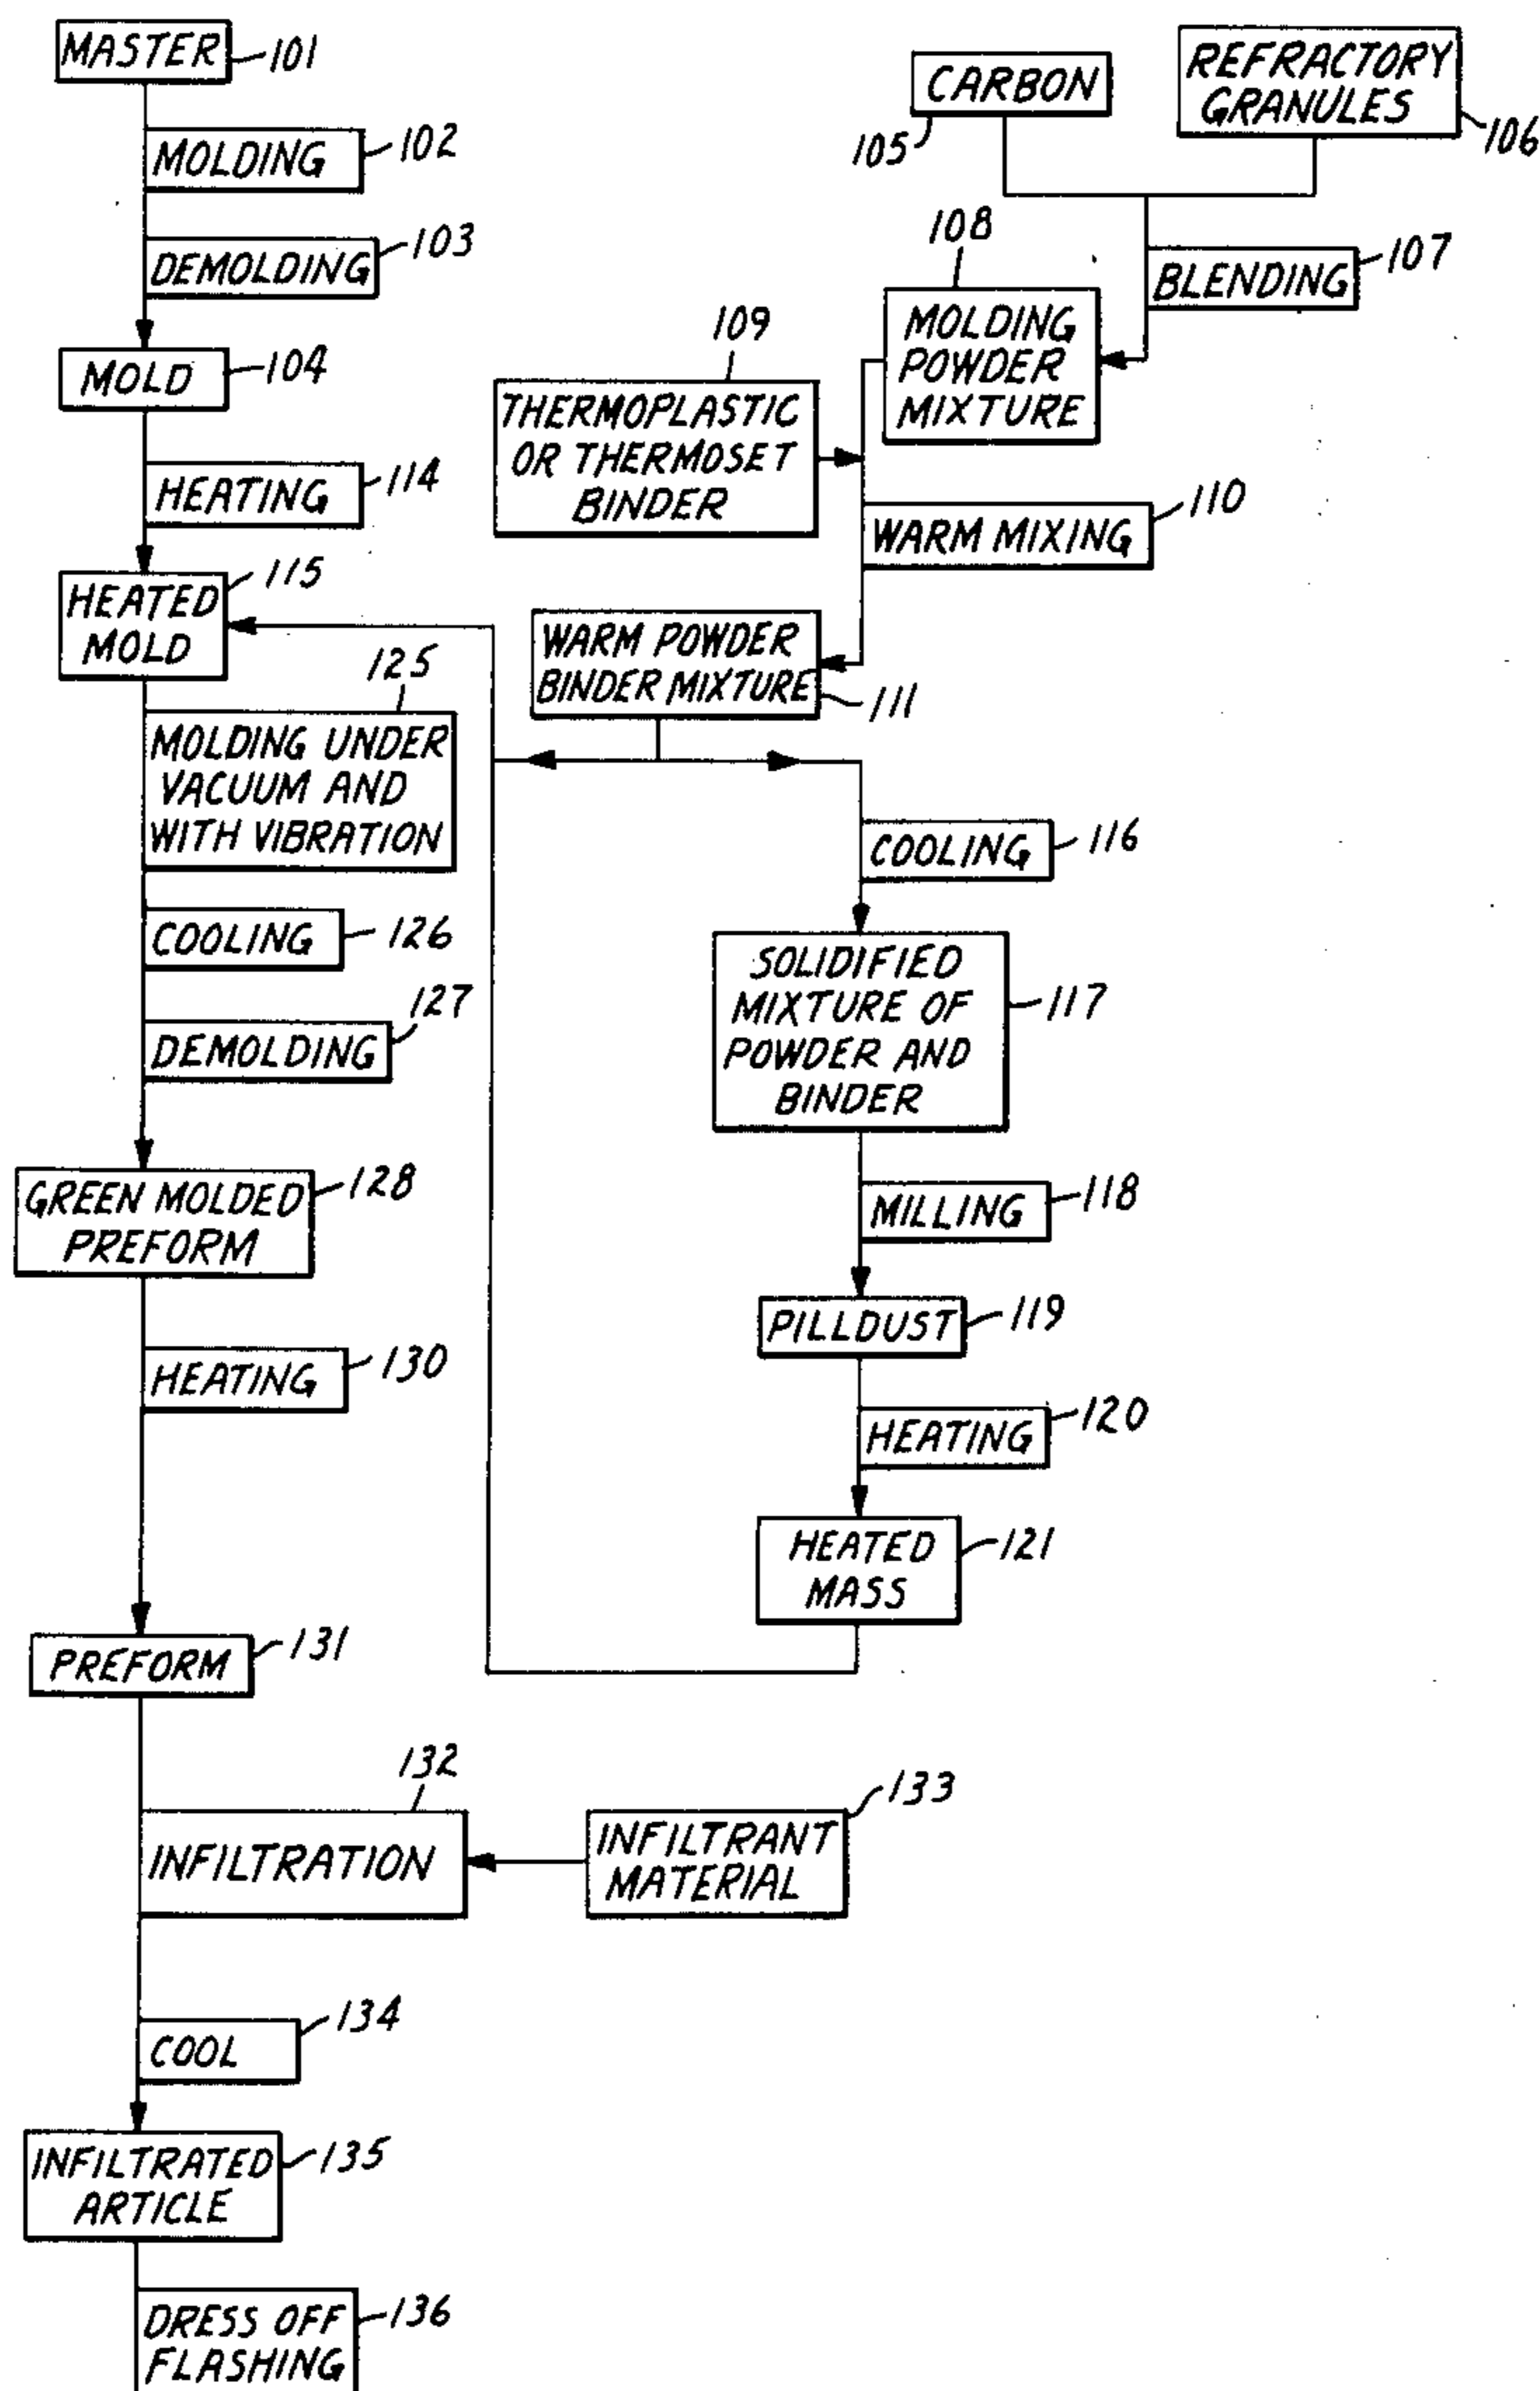 MASTER
101
MOLDING
102
DEMOLDING
103
MOLD
104
HEATING
114
HEATED
MOLD
115
MOLDING UNDER
VACUUM AND
WITH VIBRATION
125
COOLING
126
DEMOLDING
127
GREEN MOLDED
PREFORM
128
HEATING
130
PREFORM
131
INFILTRATION
132
INFILTRANT
MATERIAL
133
COOL
134
INFILTRATED
ARTICLE
135
DRESS OFF
FLASHING
136
CARBON
105
REFRACTORY
GRANULES
106
BLENDING
107
108
MOLDING
POWDER
MIXTURE
109
THERMOPLASTIC
OR THERMOSET
BINDER
WARM MIXING
110
WARM POWDER
BINDER MIXTURE
111
COOLING
116
SOLIDIFIED
MIXTURE OF
POWDER AND
BINDER
117
MILLING
118
PILLDUST
119
HEATING
120
HEATED
MASS
121